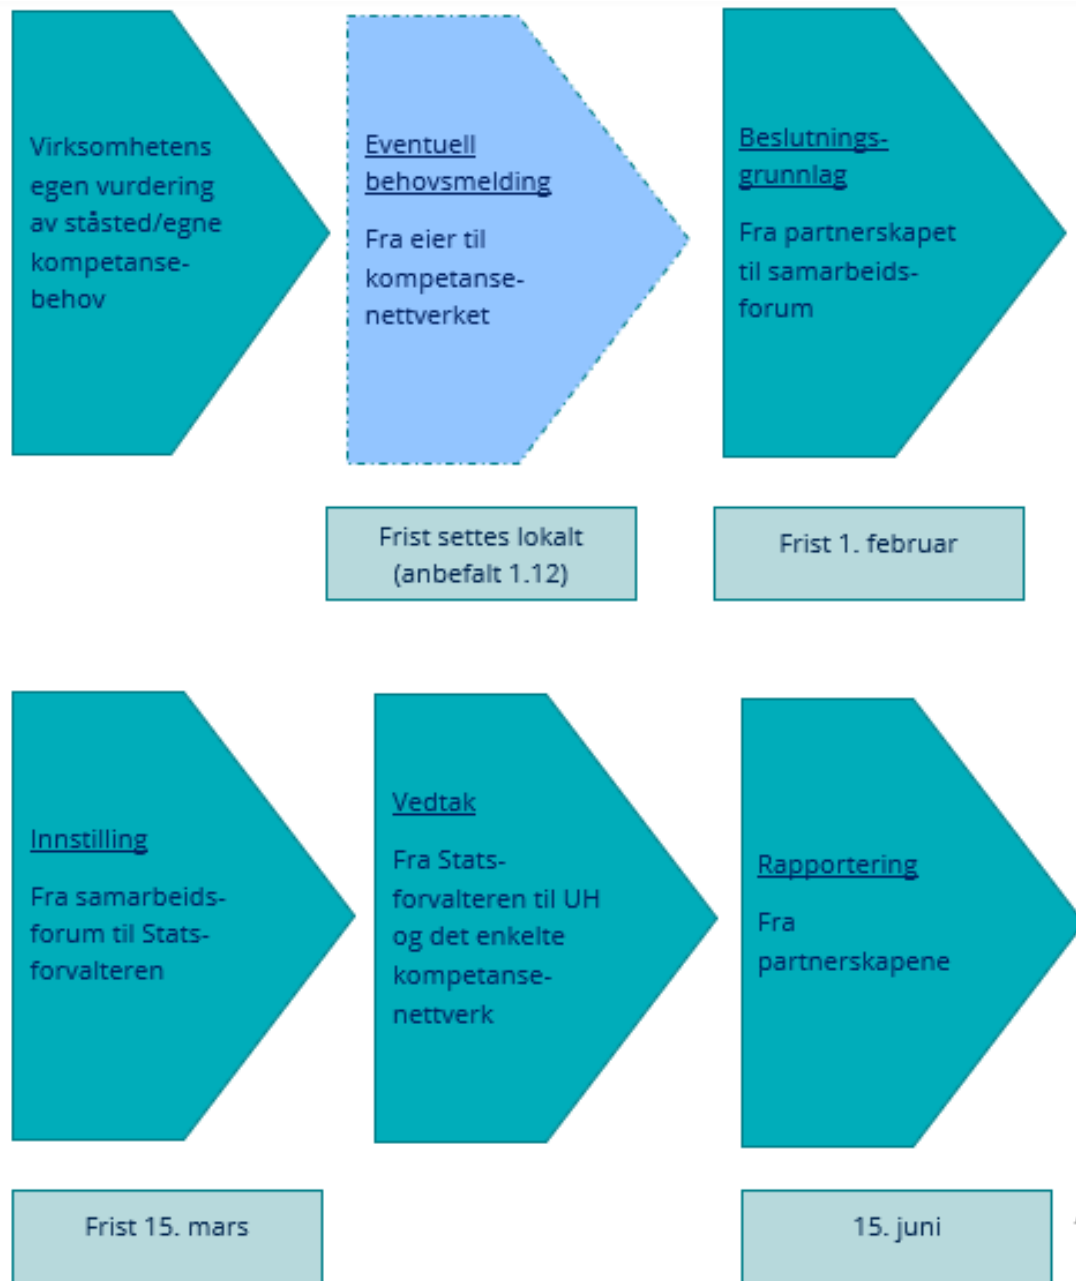 Virksomhetens
egen vurdering
av ståsted/egne
kompetanse-
behov
Eventuell
behovsmelding
Fra eier til
kompetanse-
nettverket
Beslutnings-
grunnlag
Fra partnerskapet
til samarbeids-
forum
Frist settes lokalt
(anbefalt 1.12)
Frist 1. februar
Innstilling
Fra samarbeids-
forum til Stats-
forvalteren
Vedtak
Fra Stats-
forvalteren til UH
og det enkelte
kompetanse-
nettverk
Rapportering
Fra
partnerskapene
Frist 15. mars
15. juni